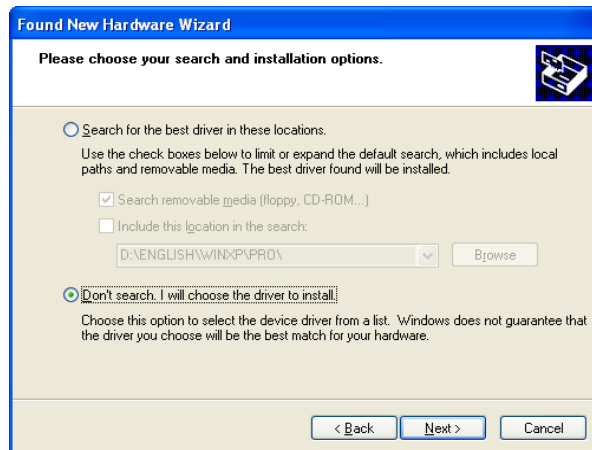 Found New Hardware Wizard
Please choose your search and installation options.
Search for the best driver in these locations.
Use the check boxes below to limit or expand the default search, which includes local
paths and removable media. The best driver found will be installed.
Search removable media (floppy, CD-ROM...)
Include this location in the search:
D:\ENGLISH\WINXP\PRO\
Browse
Don't search. I will choose the driver to install.
Choose this option to select the device driver from a list. Windows does not guarantee that
the driver you choose will be the best match for your hardware.
< Back
Next >
Cancel